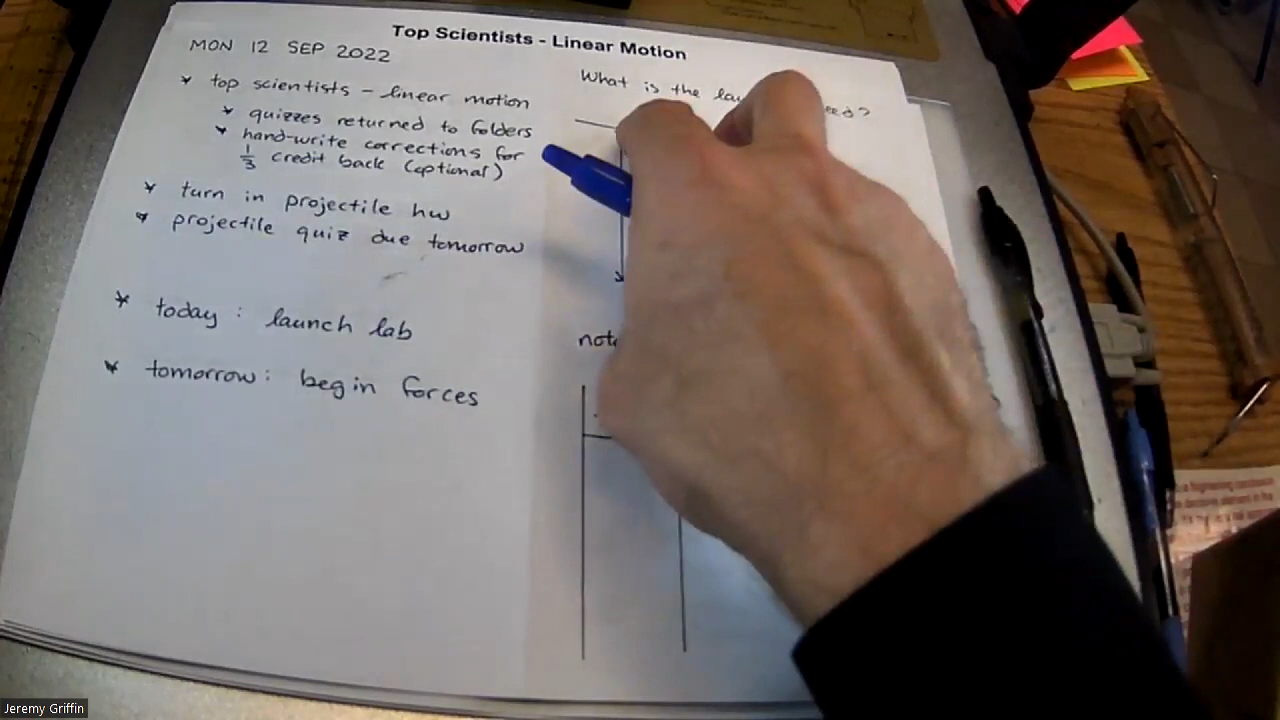 Top Scientists - Linear Motion
MON 12 SEP 2022
* top scientists - linear motion
* quizzes returned to folders
* hand-write corrections for
1/3 credit back (optional)
* turn in projectile hw
* projectile quiz due tomorrow
* today : launch lab
* tomorrow: begin forces
What is the
Jeremy Griffin